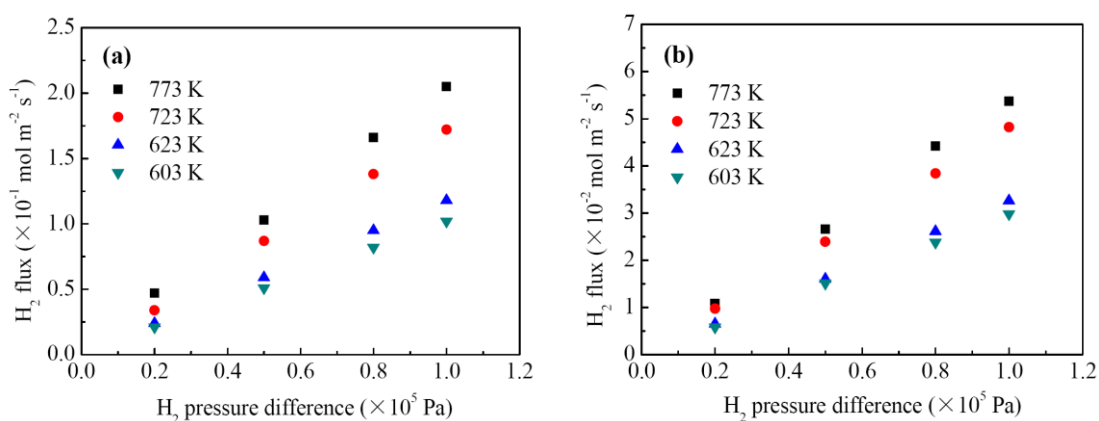 (a)
773 K
723 K
623 K
603 K
H₂ flux (×10⁻¹ mol m⁻² s⁻¹)
2.5
2.0
1.5
1.0
0.5
0.0
0.0 0.2 0.4 0.6 0.8 1.0 1.2
H₂ pressure difference (×10⁵ Pa)
(b)
773 K
723 K
623 K
603 K
H₂ flux (×10⁻² mol m⁻² s⁻¹)
7
6
5
4
3
2
1
0
0.0 0.2 0.4 0.6 0.8 1.0 1.2
H₂ pressure difference (×10⁵ Pa)